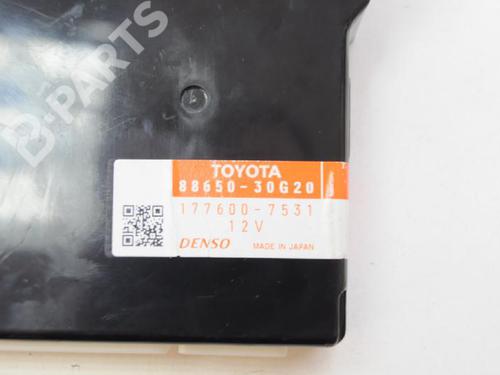 B-PARTS
TOYOTA
88650-30G20
177600-7531
12V
DENSO MADE IN JAPAN